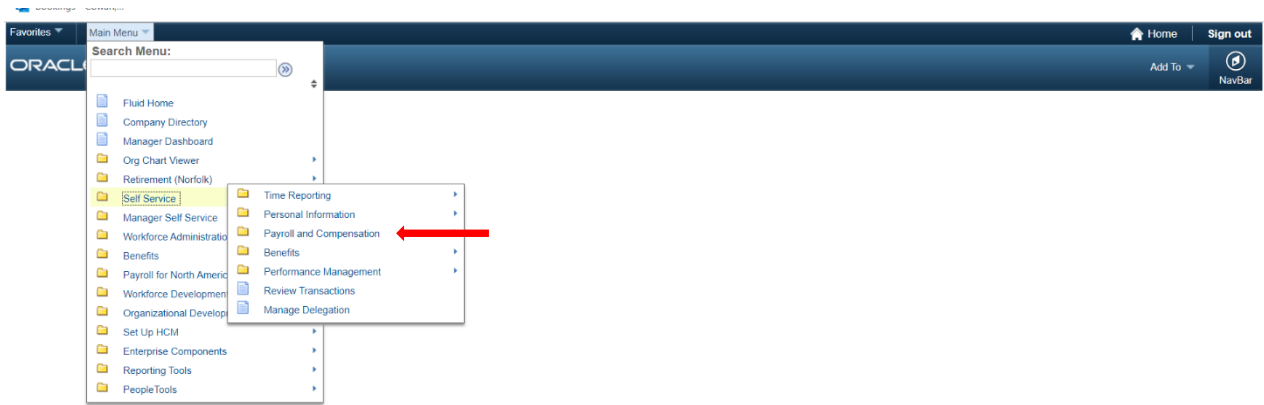 Favorites
Main Menu
Home
Sign out
Search Menu:
ORACL
Add To
NavBar
Fluid Home
Company Directory
Manager Dashboard
Org Chart Viewer
Retirement (Norfolk)
Self Service
Manager Self Service
Workforce Administratio
Benefits
Payroll for North Americ
Workforce Developmen
Organizational Develop
Set Up HCM
Enterprise Components
Reporting Tools
PeopleTools
Time Reporting
Personal Information
Payroll and Compensation
Benefits
Performance Management
Review Transactions
Manage Delegation